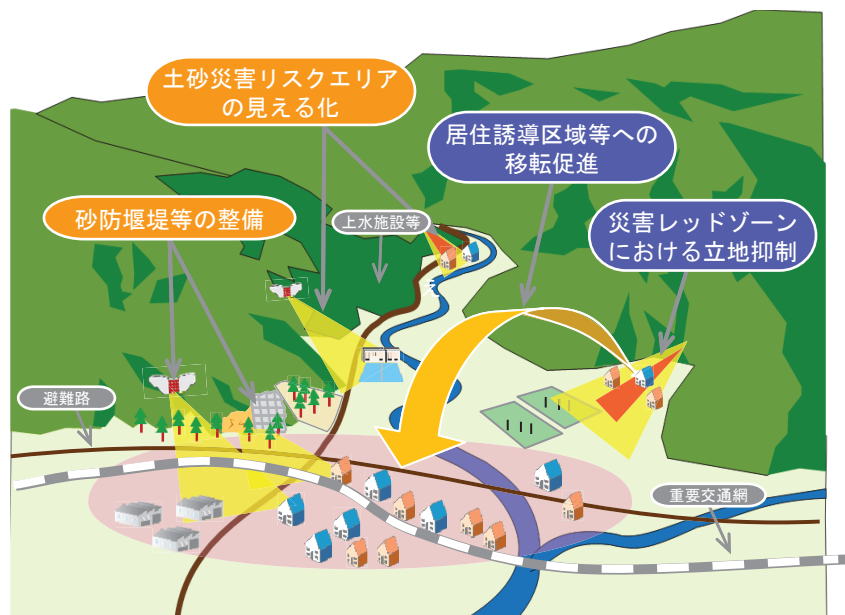 土砂災害リスクエリア
の見える化
居住誘導区域等への
移転促進
砂防堰堤等の整備
上水施設等
災害レッドゾーン
における立地抑制
避難路
重要交通網